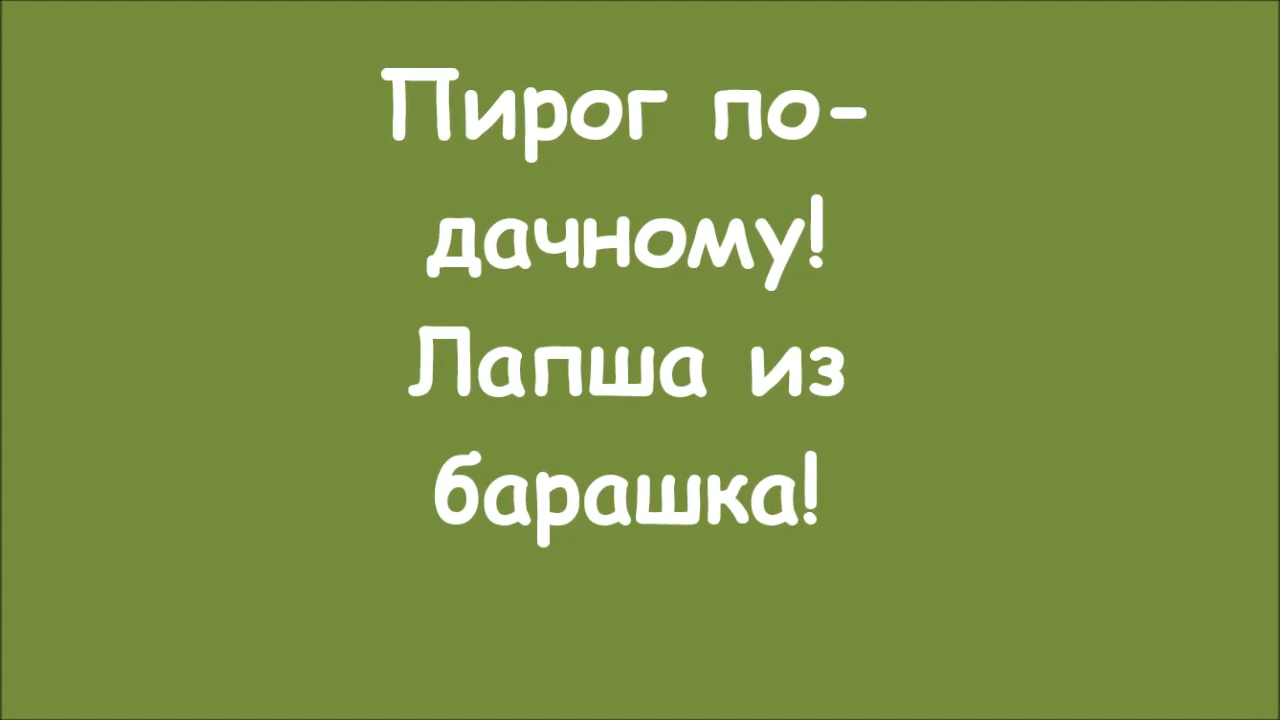 Пирог по-
дачному!
Лапша из
барашка!